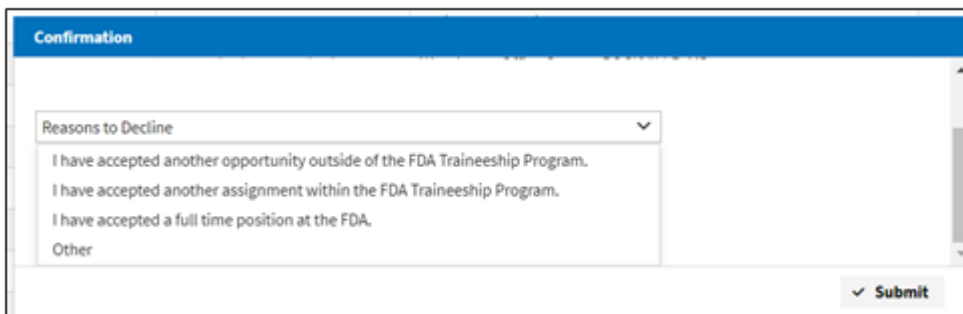 Confirmation
Reasons to Decline
I have accepted another opportunity outside of the FDA Traineeship Program.
I have accepted another assignment within the FDA Traineeship Program.
I have accepted a full time position at the FDA.
Other
Submit